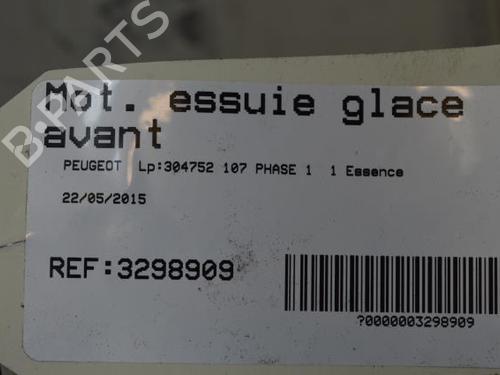 Mot. essuie glace
avant
PEUGEOT Lp:304752 107 PHASE 1 1 Essence
22/05/2015
REF:3298909
?0000003298909
B-PARTS